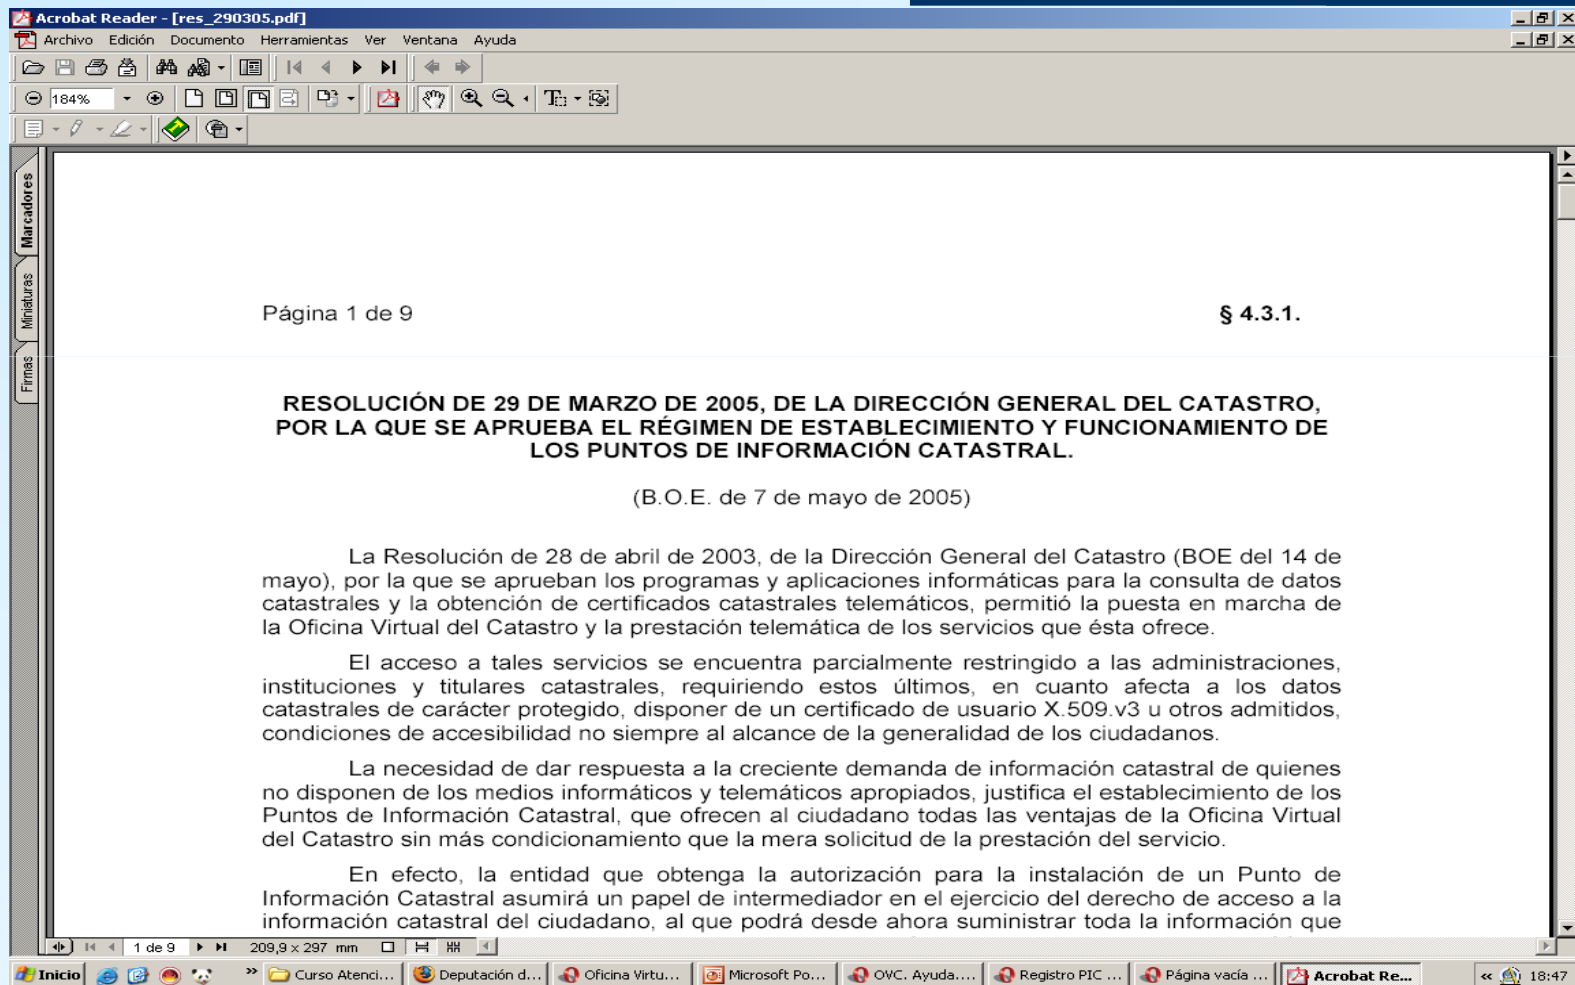 Acrobat Reader - [res_290305.pdf]
Archivo Edición Documento Herramientas Ver Ventana Ayuda
184%
Marcadores
Miniaturas
Firmas
Página 1 de 9 § 4.3.1.
RESOLUCIÓN DE 29 DE MARZO DE 2005, DE LA DIRECCIÓN GENERAL DEL CATASTRO,
POR LA QUE SE APRUEBA EL RÉGIMEN DE ESTABLECIMIENTO Y FUNCIONAMIENTO DE
LOS PUNTOS DE INFORMACIÓN CATASTRAL.
(B.O.E. de 7 de mayo de 2005)
La Resolución de 28 de abril de 2003, de la Dirección General del Catastro (BOE del 14 de
mayo), por la que se aprueban los programas y aplicaciones informáticas para la consulta de datos
catastrales y la obtención de certificados catastrales telemáticos, permitió la puesta en marcha de
la Oficina Virtual del Catastro y la prestación telemática de los servicios que ésta ofrece.
El acceso a tales servicios se encuentra parcialmente restringido a las administraciones,
instituciones y titulares catastrales, requiriendo estos últimos, en cuanto afecta a los datos
catastrales de carácter protegido, disponer de un certificado de usuario X.509.v3 u otros admitidos,
condiciones de accesibilidad no siempre al alcance de la generalidad de los ciudadanos.
La necesidad de dar respuesta a la creciente demanda de información catastral de quienes
no disponen de los medios informáticos y telemáticos apropiados, justifica el establecimiento de los
Puntos de Información Catastral, que ofrecen al ciudadano todas las ventajas de la Oficina Virtual
del Catastro sin más condicionamiento que la mera solicitud de la prestación del servicio.
En efecto, la entidad que obtenga la autorización para la instalación de un Punto de
Información Catastral asumirá un papel de intermediador en el ejercicio del derecho de acceso a la
información catastral del ciudadano, al que podrá desde ahora suministrar toda la información que
1 de 9 209,9 x 297 mm
Inicio » Curso Atenci... Deputación d... Oficina Virtu... Microsoft Po... OVC. Ayuda.... Registro PIC ... Página vacía ... Acrobat Re... « 18:47